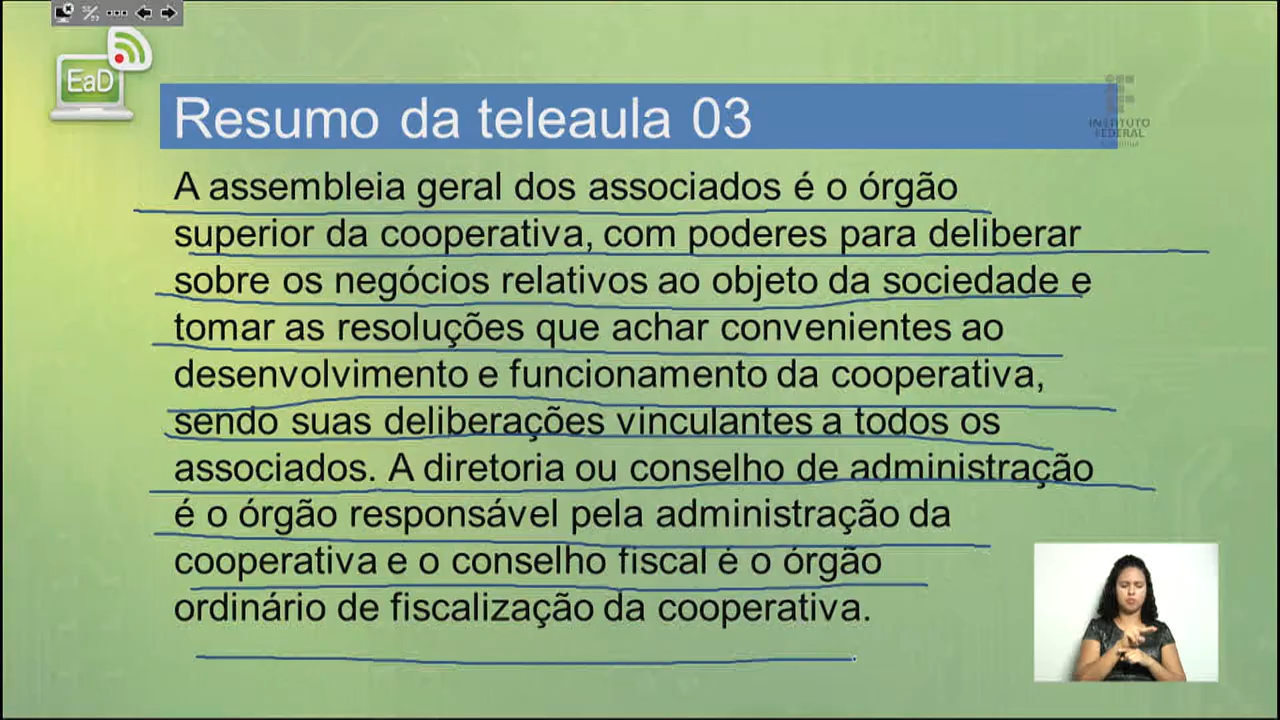 EaD
Resumo da teleaula 03
INSTITUTO
FEDERAL
A assembleia geral dos associados é o órgão
superior da cooperativa, com poderes para deliberar
sobre os negócios relativos ao objeto da sociedade e
tomar as resoluções que achar convenientes ao
desenvolvimento e funcionamento da cooperativa,
sendo suas deliberações vinculantes a todos os
associados. A diretoria ou conselho de administração
é o órgão responsável pela administração da
cooperativa e o conselho fiscal é o órgão
ordinário de fiscalização da cooperativa.